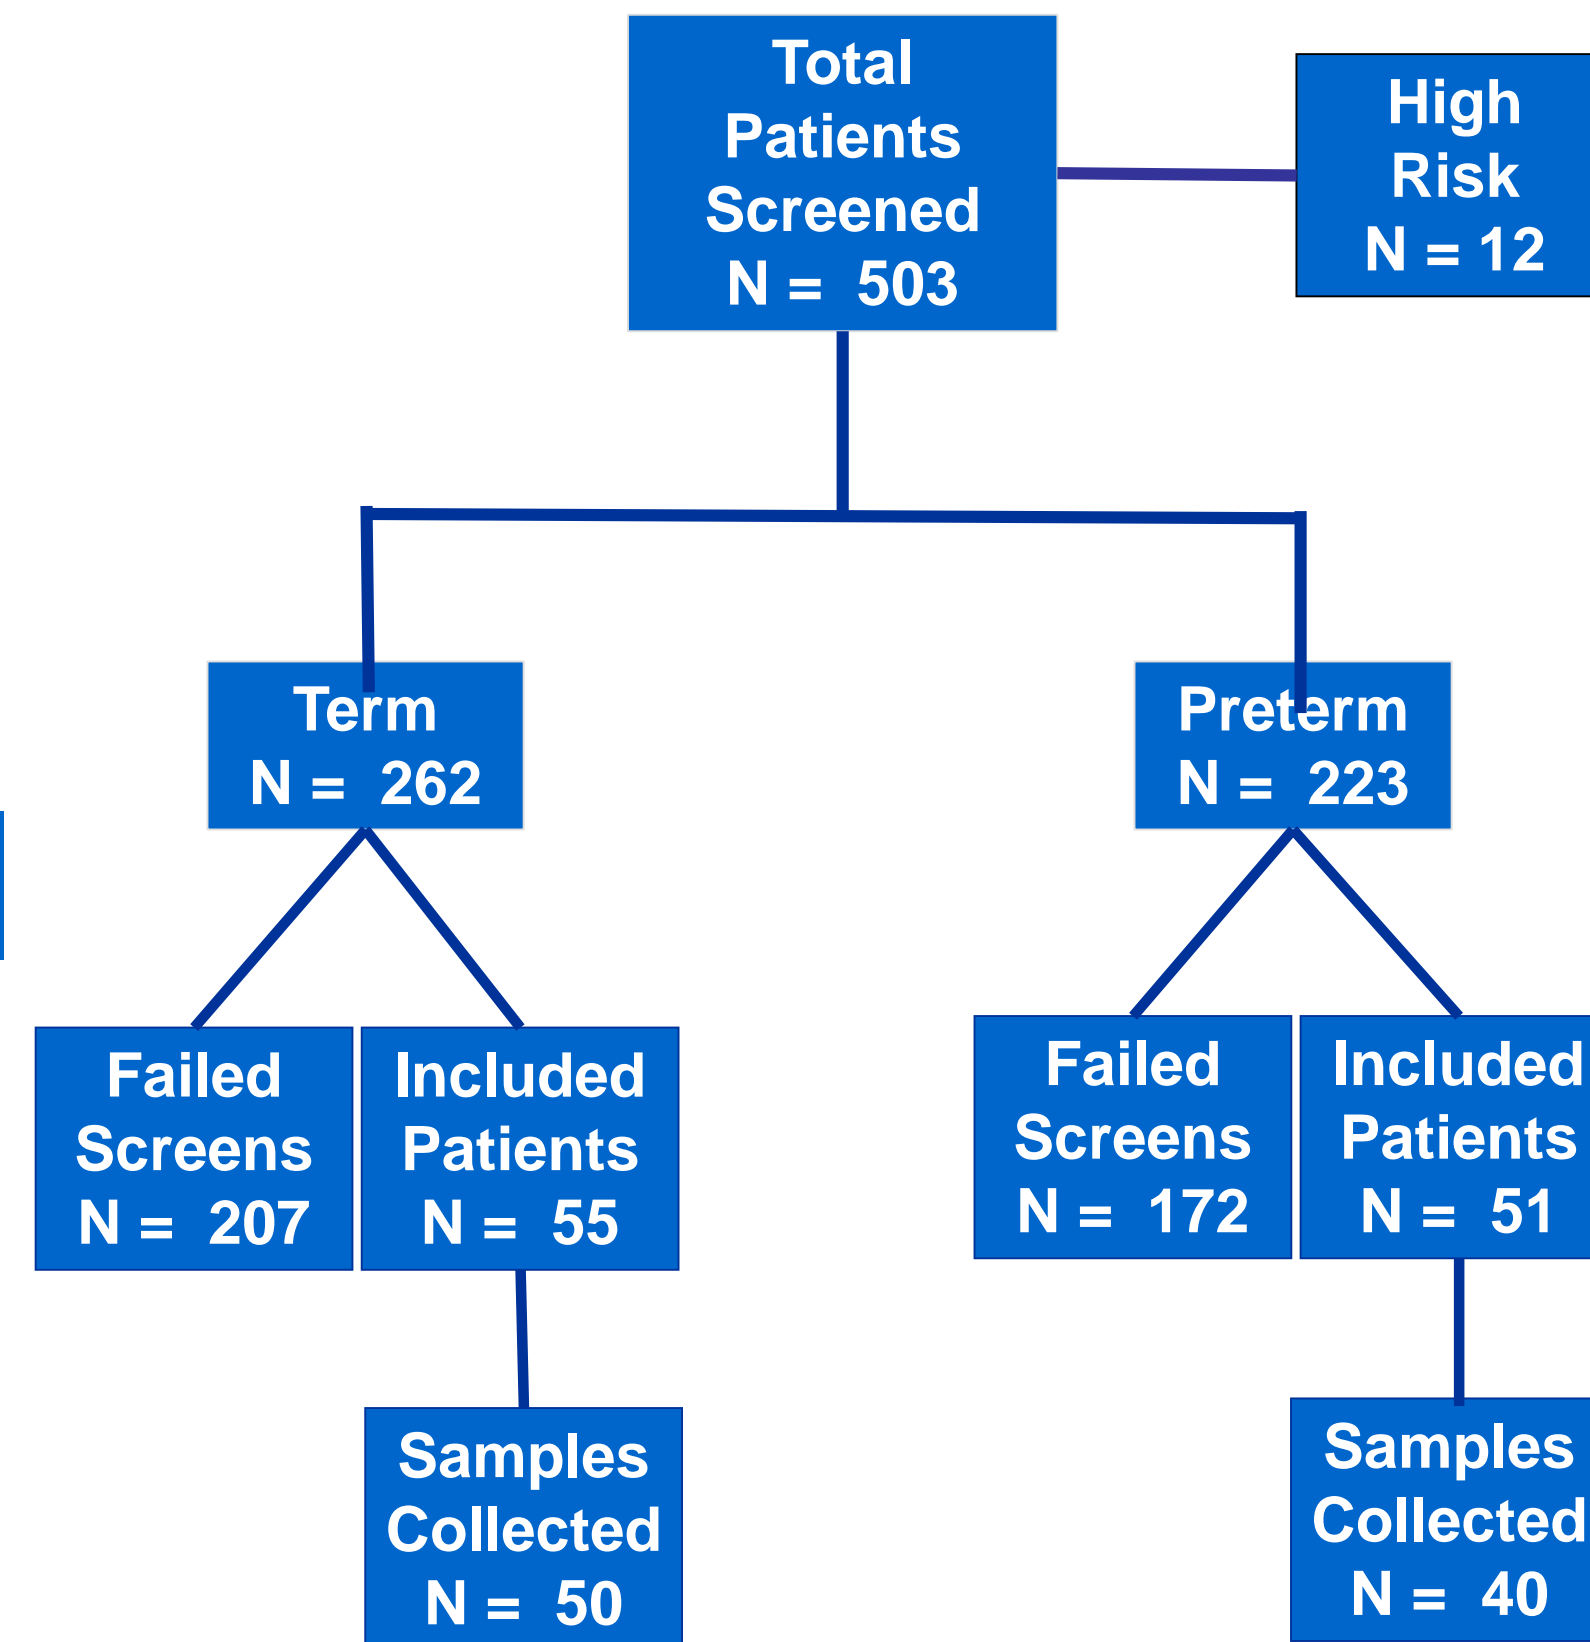 Total
Patients
Screened
N = 503
High
Risk
N = 12
Term
N = 262
Preterm
N = 223
Failed
Screens
N = 207
Included
Patients
N = 55
Failed
Screens
N = 172
Included
Patients
N = 51
Samples
Collected
N = 50
Samples
Collected
N = 40